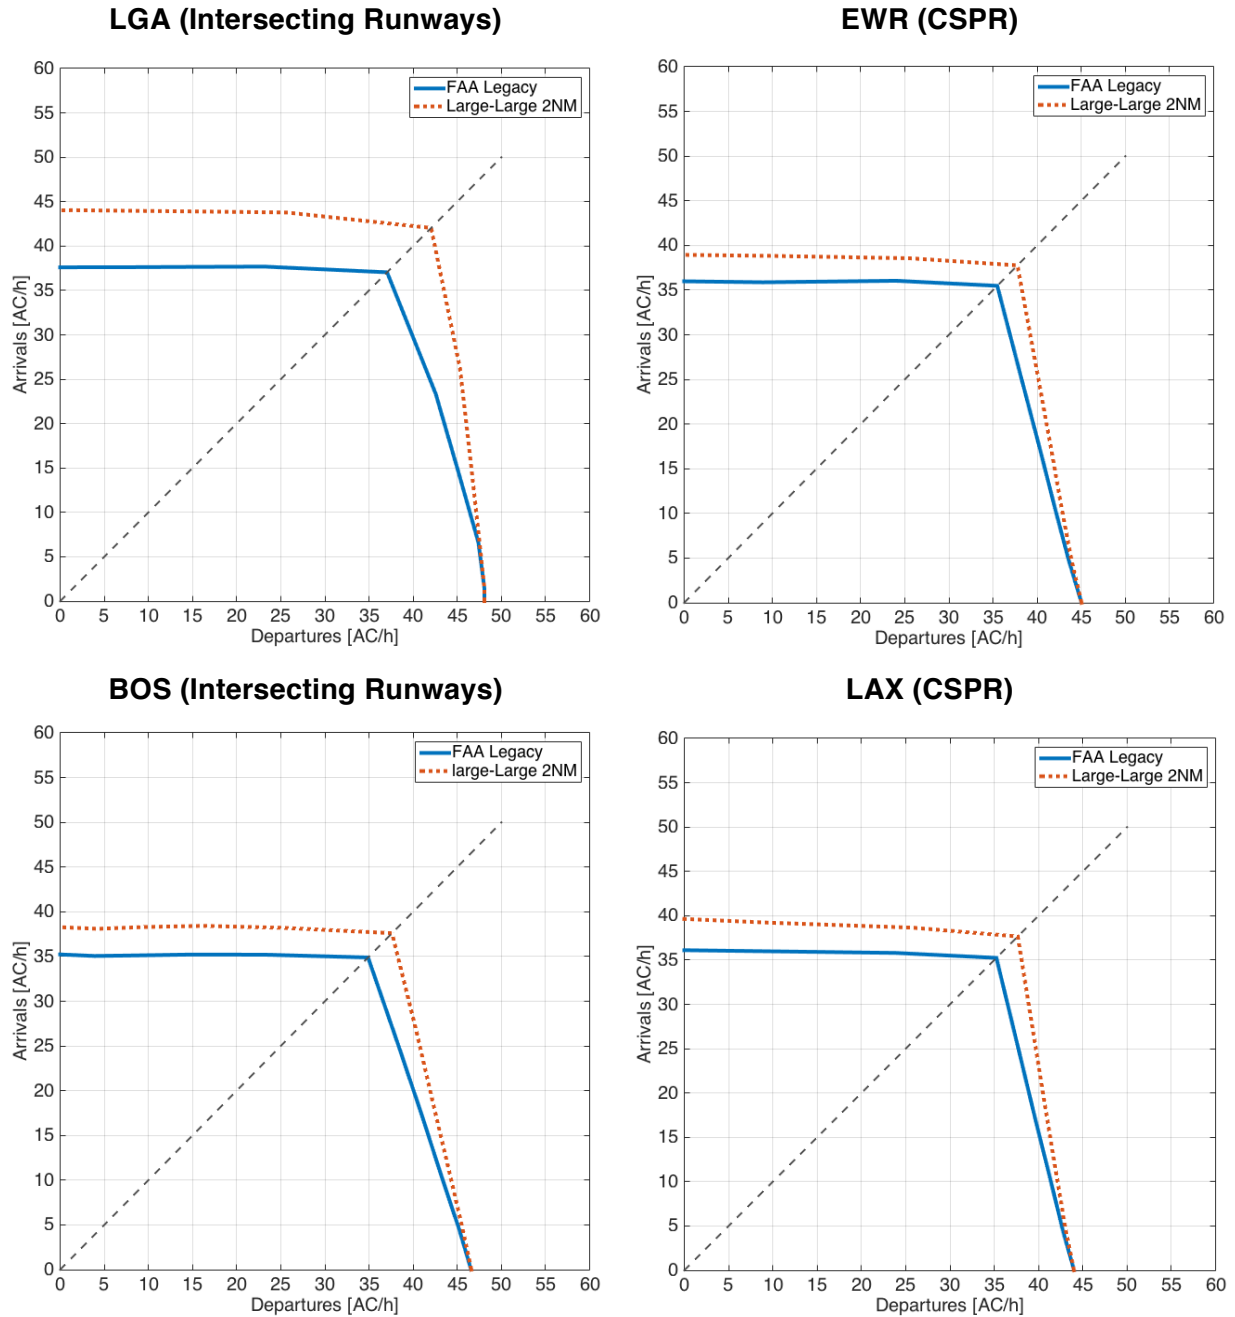 LGA (Intersecting Runways)
60
55
50
45
40
35
30
25
20
15
10
5
0
Arrivals [AC/h]
FAA Legacy
Large-Large 2NM
0 5 10 15 20 25 30 35 40 45 50 55 60
Departures [AC/h]
EWR (CSPR)
60
55
50
45
40
35
30
25
20
15
10
5
0
Arrivals [AC/h]
FAA Legacy
Large-Large 2NM
0 5 10 15 20 25 30 35 40 45 50 55 60
Departures [AC/h]
BOS (Intersecting Runways)
60
55
50
45
40
35
30
25
20
15
10
5
0
Arrivals [AC/h]
FAA Legacy
large-Large 2NM
0 5 10 15 20 25 30 35 40 45 50 55 60
Departures [AC/h]
LAX (CSPR)
60
55
50
45
40
35
30
25
20
15
10
5
0
Arrivals [AC/h]
FAA Legacy
Large-Large 2NM
0 5 10 15 20 25 30 35 40 45 50 55 60
Departures [AC/h]